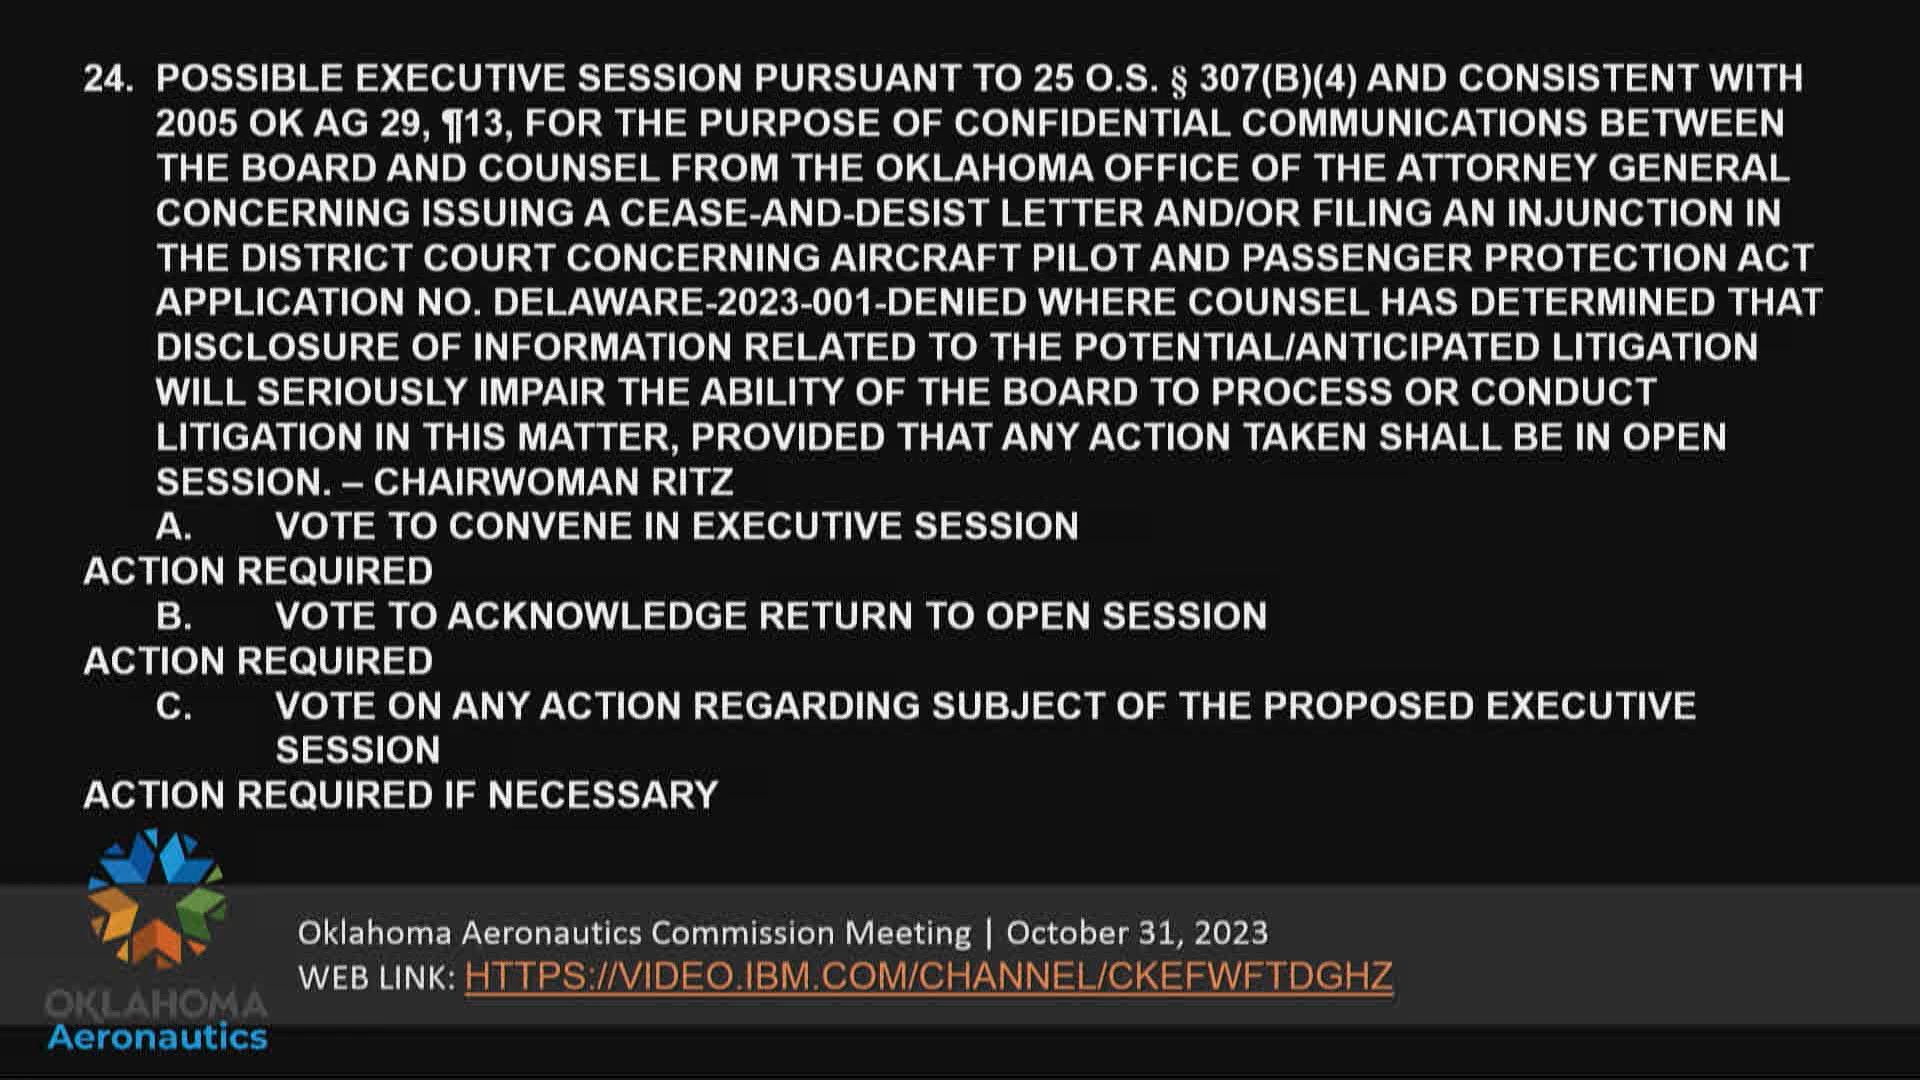 24. POSSIBLE EXECUTIVE SESSION PURSUANT TO 25 O.S. § 307(B)(4) AND CONSISTENT WITH
2005 OK AG 29, ¶13, FOR THE PURPOSE OF CONFIDENTIAL COMMUNICATIONS BETWEEN
THE BOARD AND COUNSEL FROM THE OKLAHOMA OFFICE OF THE ATTORNEY GENERAL
CONCERNING ISSUING A CEASE-AND-DESIST LETTER AND/OR FILING AN INJUNCTION IN
THE DISTRICT COURT CONCERNING AIRCRAFT PILOT AND PASSENGER PROTECTION ACT
APPLICATION NO. DELAWARE-2023-001-DENIED WHERE COUNSEL HAS DETERMINED THAT
DISCLOSURE OF INFORMATION RELATED TO THE POTENTIAL/ANTICIPATED LITIGATION
WILL SERIOUSLY IMPAIR THE ABILITY OF THE BOARD TO PROCESS OR CONDUCT
LITIGATION IN THIS MATTER, PROVIDED THAT ANY ACTION TAKEN SHALL BE IN OPEN
SESSION. – CHAIRWOMAN RITZ
A. VOTE TO CONVENE IN EXECUTIVE SESSION
ACTION REQUIRED
B. VOTE TO ACKNOWLEDGE RETURN TO OPEN SESSION
ACTION REQUIRED
C. VOTE ON ANY ACTION REGARDING SUBJECT OF THE PROPOSED EXECUTIVE
SESSION
ACTION REQUIRED IF NECESSARY
Oklahoma Aeronautics Commission Meeting | October 31, 2023
WEB LINK: HTTPS://VIDEO.IBM.COM/CHANNEL/CKEFWFTDGHZ
OKLAHOMA
Aeronautics